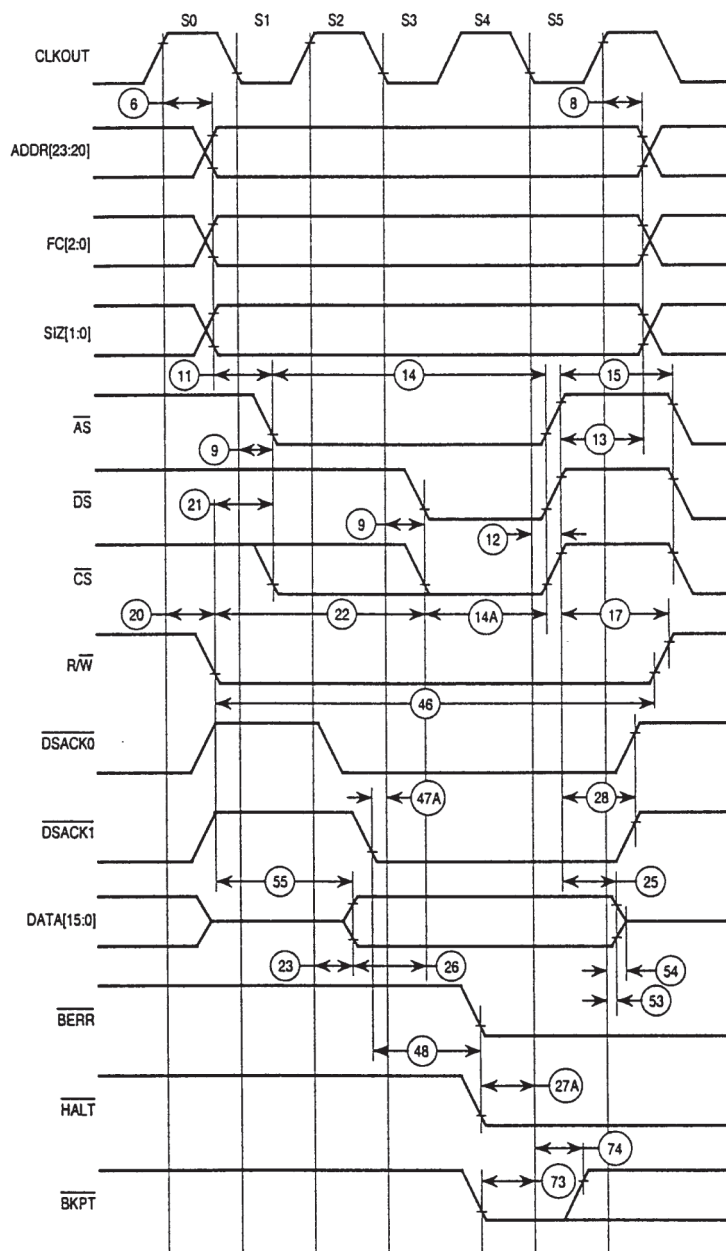 S0 S1 S2 S3 S4 S5
CLKOUT
6 8
ADDR[23:20]
FC[2:0]
SIZ[1:0]
11 14 15
AS
9 13
DS
21 9 12
CS
20 22 14A 17
R/W
46
DSACK0
47A 28
DSACK1
55 25
DATA[15:0]
23 26 54
53
BERR
48
27A
HALT
74
73
BKPT